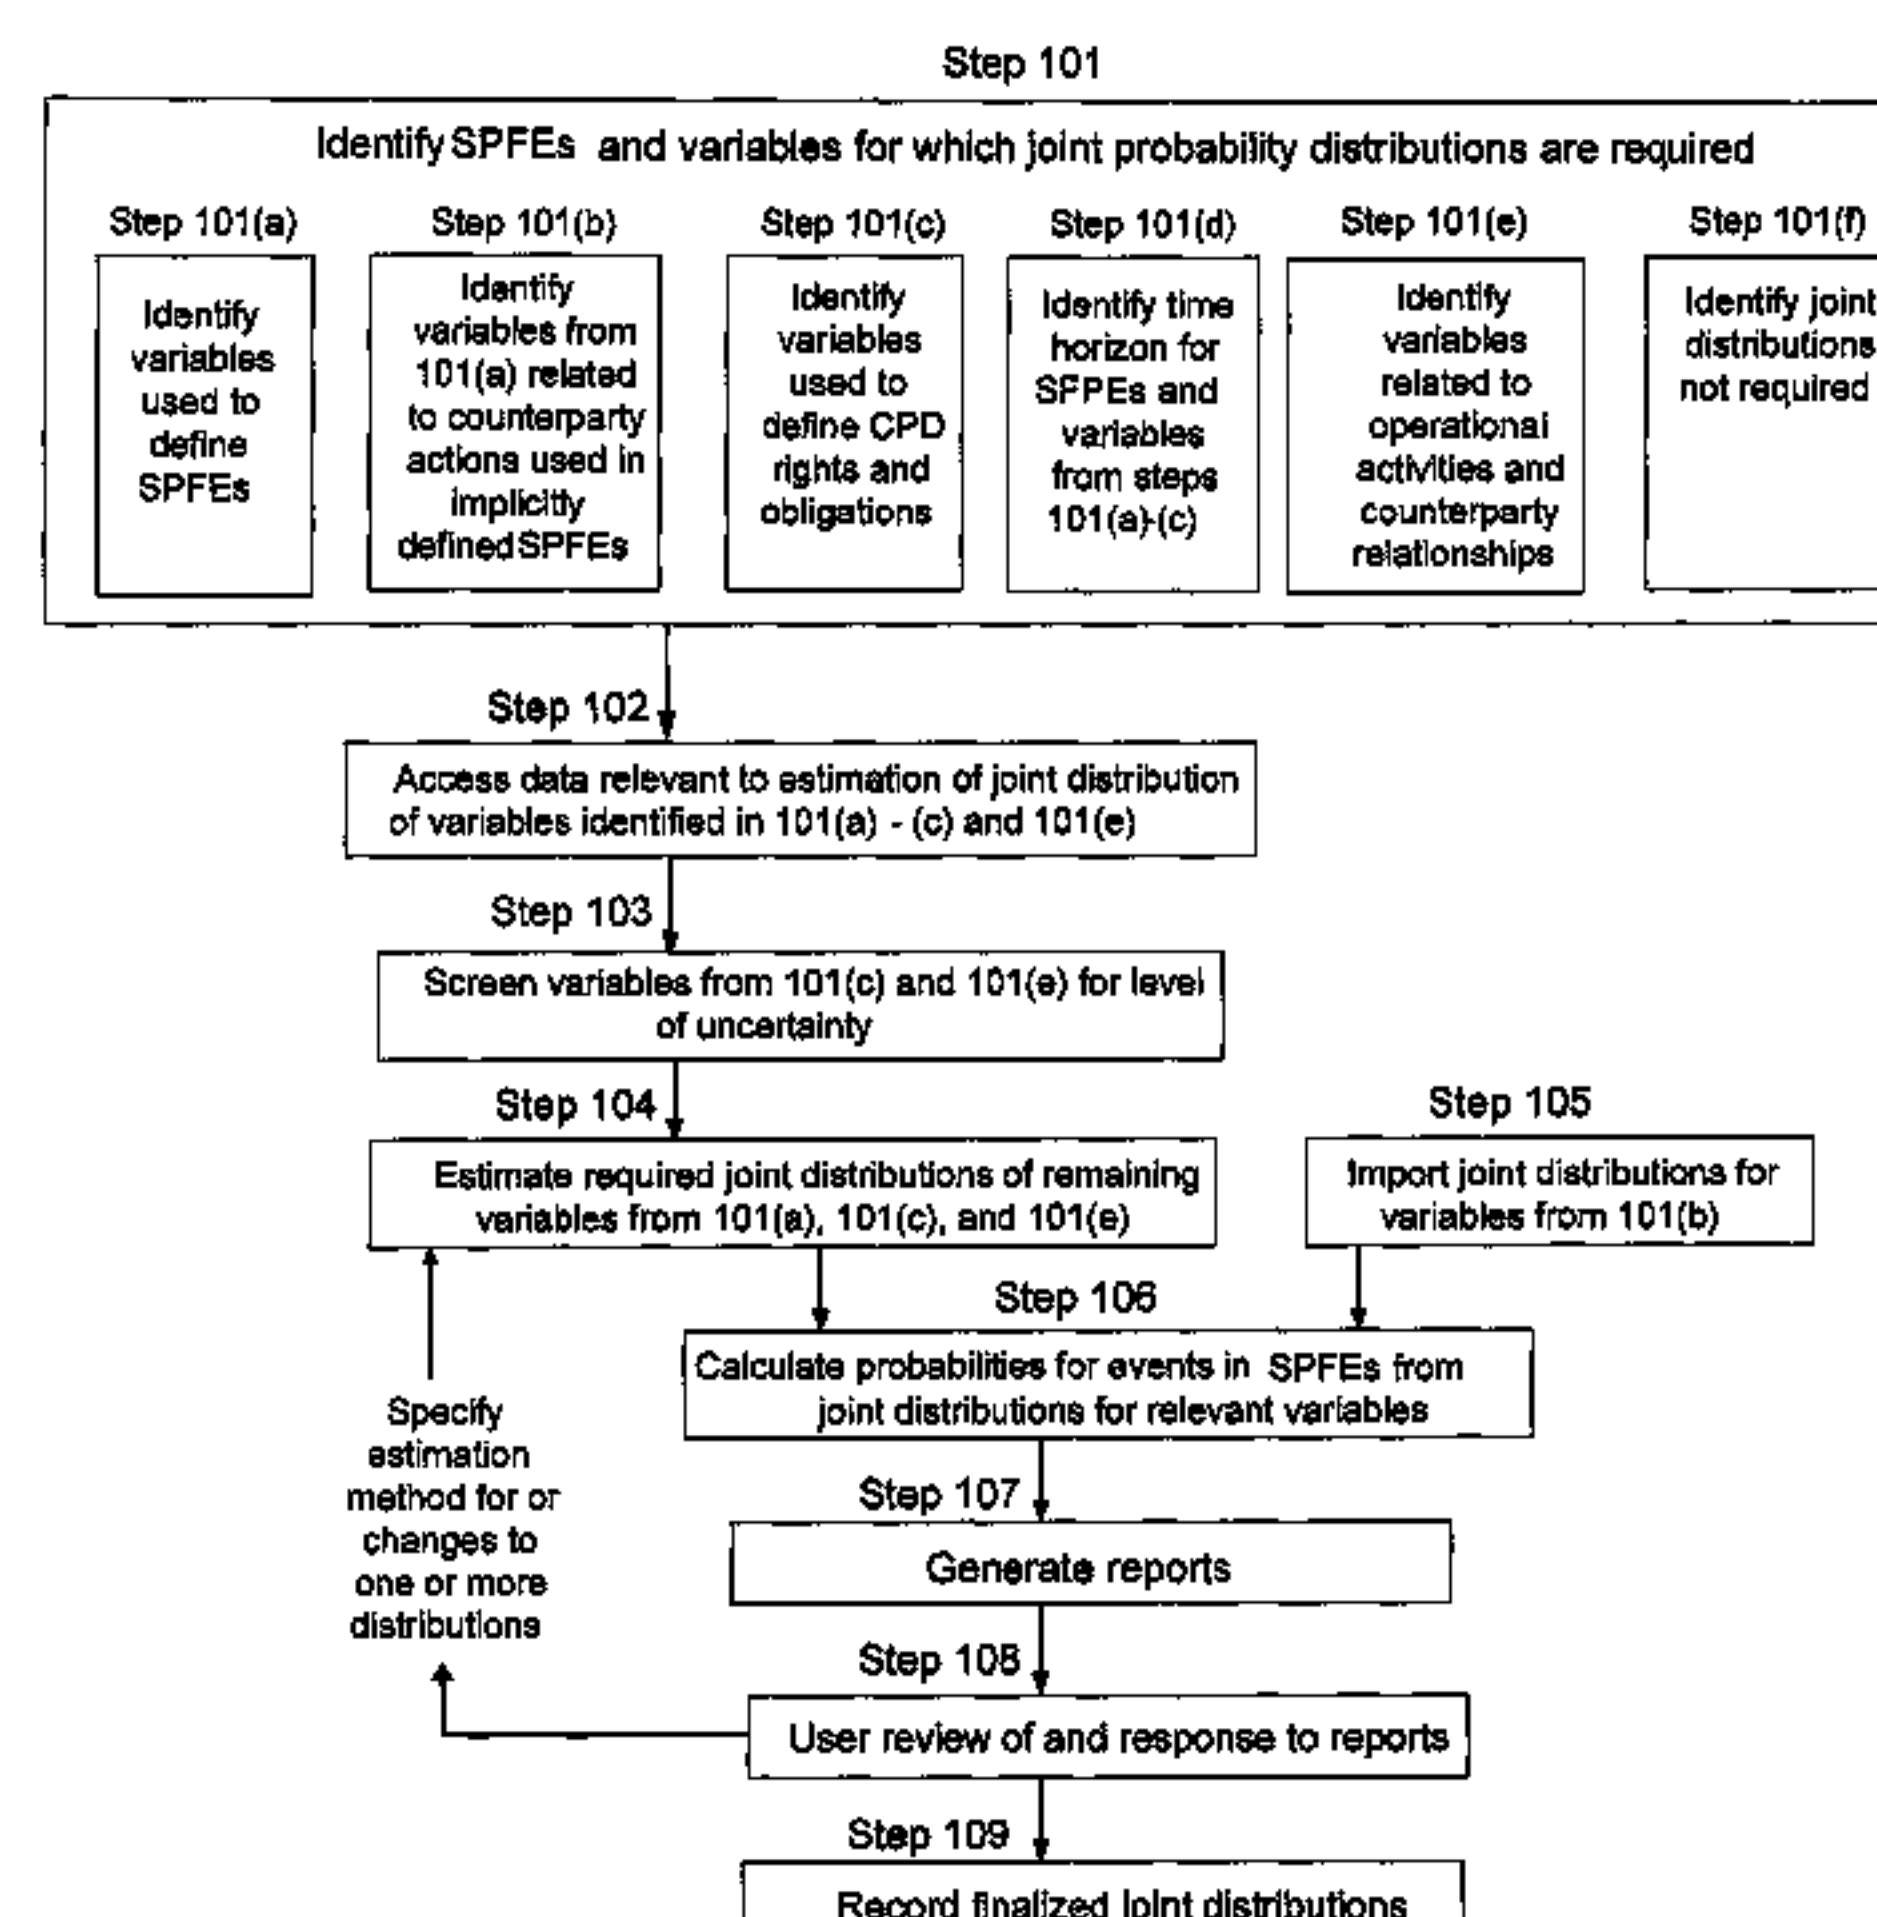 Step 101
Identify SPFEs and variables for which joint probability distributions are required
Step 101(a)
Identify
variables
used to
define
SPFEs
Step 101(b)
Identify
variables from
101(a) related
to counterparty
actions used in
implicitly
defined SPFEs
Step 101(c)
Identify
variables
used to
define CPD
rights and
obligations
Step 101(d)
Identify time
horizon for
SFPEs and
variables
from steps
101(a)-(c)
Step 101(e)
Identify
variables
related to
operational
activities and
counterparty
relationships
Step 101(f)
Identify joint
distributions
not required
Step 102
Access data relevant to estimation of joint distribution
of variables identified in 101(a) - (c) and 101(e)
Step 103
Screen variables from 101(c) and 101(e) for level
of uncertainty
Step 104
Estimate required joint distributions of remaining
variables from 101(a), 101(c), and 101(e)
Step 105
Import joint distributions for
variables from 101(b)
Step 106
Calculate probabilities for events in SPFEs from
joint distributions for relevant variables
Specify
estimation
method for or
changes to
one or more
distributions
Step 107
Generate reports
Step 108
User review of and response to reports
Step 109
Record finalized joint distributions